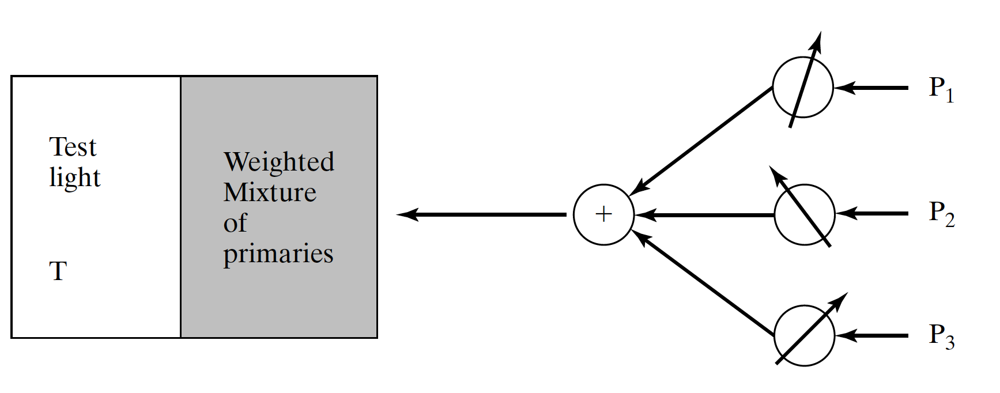 Test
light
T
Weighted
Mixture
of
primaries
+
P₁
P₂
P₃